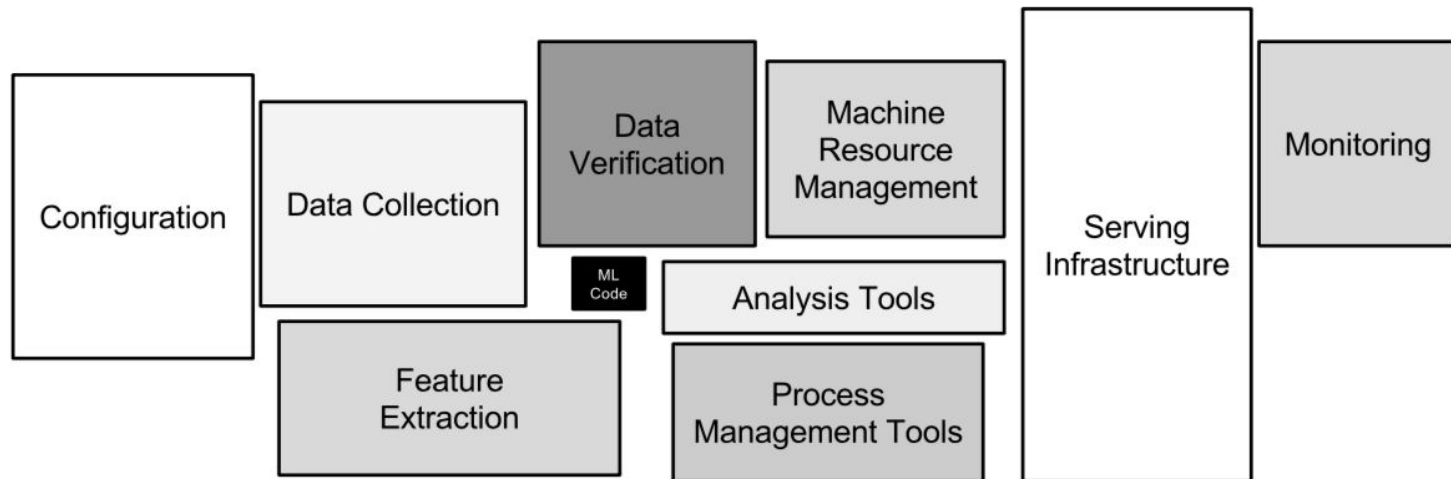 Configuration
Data Collection
Feature
Extraction
Data
Verification
ML
Code
Machine
Resource
Management
Analysis Tools
Process
Management Tools
Serving
Infrastructure
Monitoring